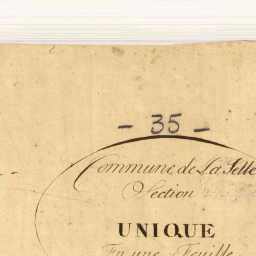 - 35 -
Commune de La Selle
Section
UNIQUE
En une Feuille